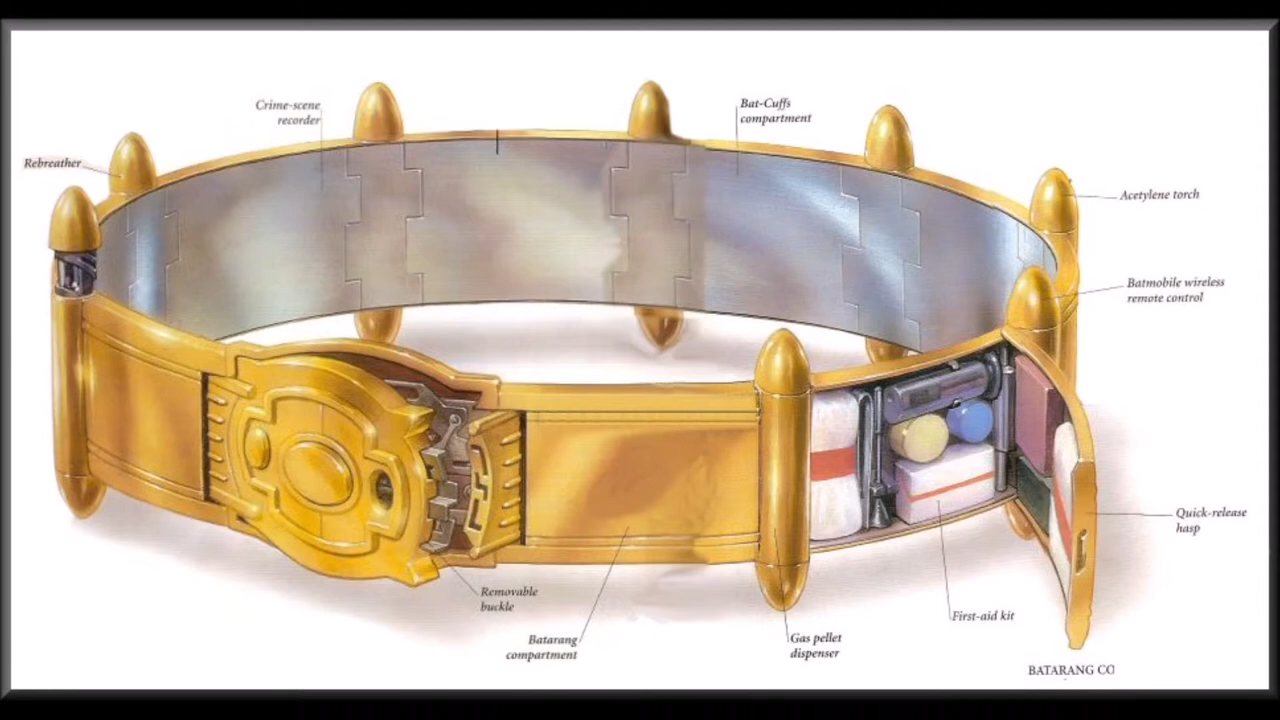 Crime-scene
recorder
Bat-Cuffs
compartment
Rebreather
Acetylene torch
Batmobile wireless
remote control
Quick-release
hasp
Removable
buckle
First-aid kit
Batarang
compartment
Gas pellet
dispenser
BATARANG CO